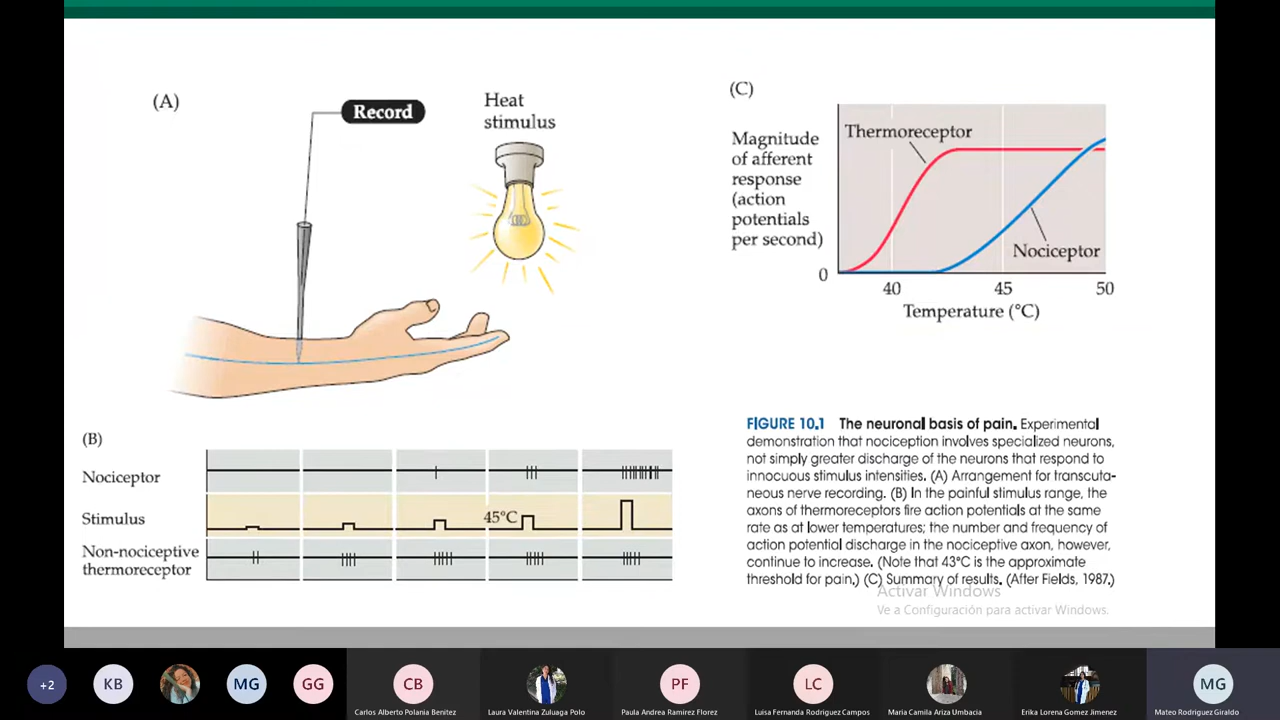 (A)
Record
Heat
stimulus
(B)
Nociceptor
Stimulus
45°C
Non-nociceptive
thermoreceptor
(C)
Magnitude
of afferent
response
(action
potentials
per second)
Thermoreceptor
Nociceptor
0
40 45 50
Temperature (°C)
FIGURE 10.1 The neuronal basis of pain. Experimental
demonstration that nociception involves specialized neurons,
not simply greater discharge of the neurons that respond to
innocuous stimulus intensities. (A) Arrangement for transcuta-
neous nerve recording. (B) In the painful stimulus range, the
axons of thermoreceptors fire action potentials at the same
rate as at lower temperatures; the number and frequency of
action potential discharge in the nociceptive axon, however,
continue to increase. (Note that 43°C is the approximate
threshold for pain.) (C) Summary of results. (After Fields, 1987.)
Activar Windows
Ve a Configuración para activar Windows.
+2
KB
MG
GG
CB
PF
LC
MG
Carlos Alberto Polania Benitez
Laura Valentina Zuluaga Polo
Paula Andrea Ramirez Florez
Luisa Fernanda Rodriguez Campos
Maria Camila Ariza Umbacia
Erika Lorena Gomez Jimenez
Mateo Rodriguez Giraldo